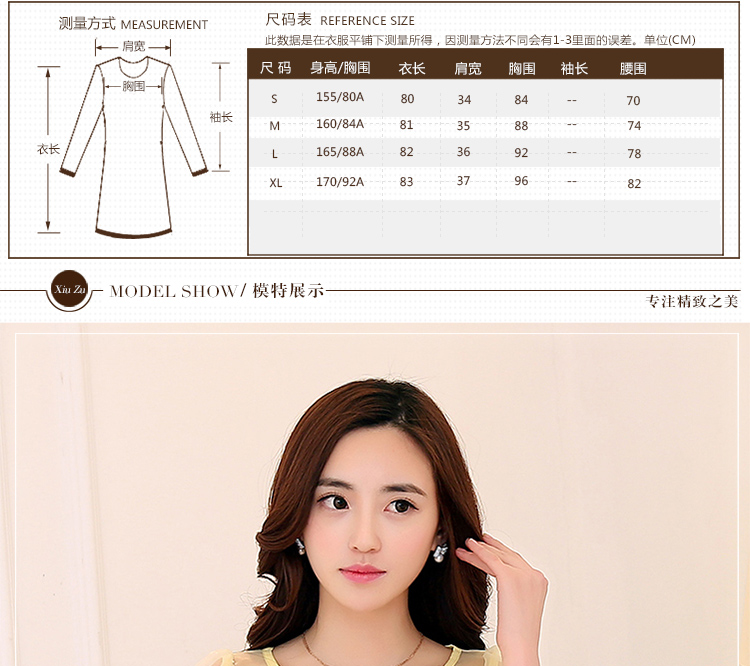 测量方式 MEASUREMENT
肩宽
胸围
袖长
衣长
尺码表 REFERENCE SIZE
此数据是在衣服平铺下测量所得，因测量方法不同会有1-3里面的误差。单位(CM)
尺 码 身高/胸围 衣长 肩宽 胸围 袖长 腰围
S 155/80A 80 34 84 -- 70
M 160/84A 81 35 88 -- 74
L 165/88A 82 36 92 -- 78
XL 170/92A 83 37 96 -- 82
Xiu Zu MODEL SHOW/ 模特展示
专注精致之美